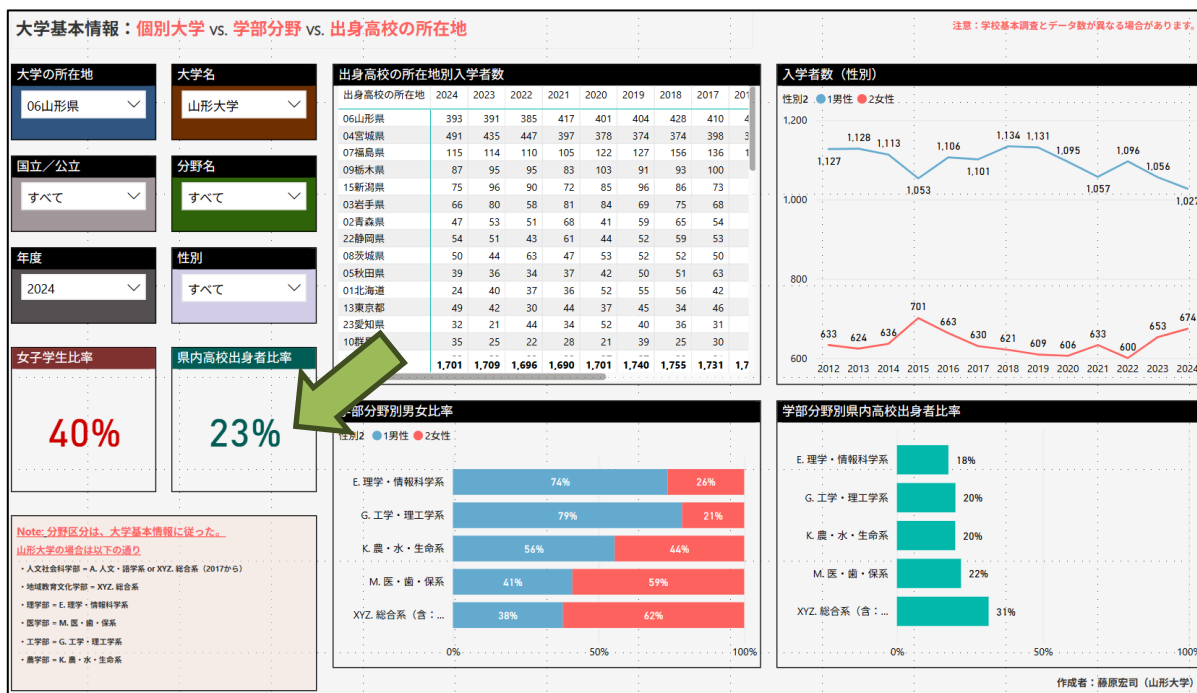 大学基本情報：個別大学 vs. 学部分野 vs. 出身高校の所在地
注意：学校基本調査とデータ数が異なる場合があります。
大学の所在地
06山形県
大学名
山形大学
国立／公立
すべて
分野名
すべて
年度
2024
性別
すべて
女子学生比率
40%
県内高校出身者比率
23%
Note: 分野区分は、大学基本情報に従った。
山形大学の場合は以下の通り
・人文社会科学部 = A. 人文・語学系 or XYZ. 総合系（2017から）
・地域教育文化学部 = XYZ. 総合系
・理学部 = E. 理学・情報科学系
・医学部 = M. 医・歯・保系
・工学部 = G. 工学・理工学系
・農学部 = K. 農・水・生命系
出身高校の所在地別入学者数
出身高校の所在地 2024 2023 2022 2021 2020 2019 2018 2017
06山形県 393 391 385 417 401 404 428 410
04宮城県 491 435 447 397 378 374 374 398
07福島県 115 114 110 105 122 127 156 136
09栃木県 87 95 95 83 103 91 93 100
15新潟県 75 96 90 72 85 96 86 73
03岩手県 66 80 58 81 84 69 75 68
02青森県 47 53 51 68 41 59 65 54
22静岡県 54 51 43 61 44 52 59 53
08茨城県 50 44 63 47 53 52 52 50
05秋田県 39 36 34 37 42 50 51 63
01北海道 24 40 37 36 52 55 56 42
13東京都 49 42 30 44 37 45 34 46
23愛知県 32 21 44 34 52 40 36 31
35 25 22 28 21 39 25 30
1,701 1,709 1,696 1,690 1,701 1,740 1,755 1,731
入学者数（性別）
性別2 1男性 2女性
1,200
1,000
800
600
1,127 1,128 1,113 1,053 1,106 1,101 1,134 1,131 1,095 1,057 1,096 1,056 1,027
633 624 636 701 663 630 621 609 606 633 600 653 674
2012 2013 2014 2015 2016 2017 2018 2019 2020 2021 2022 2023 2024
部分野別男女比率
性別2 1男性 2女性
E. 理学・情報科学系 74% 26%
G. 工学・理工学系 79% 21%
K. 農・水・生命系 56% 44%
M. 医・歯・保系 41% 59%
XYZ. 総合系（含：... 38% 62%
0% 50% 100%
学部分野別県内高校出身者比率
E. 理学・情報科学系 18%
G. 工学・理工学系 20%
K. 農・水・生命系 20%
M. 医・歯・保系 22%
XYZ. 総合系（含：... 31%
0% 50% 100%
作成者：藤原宏司（山形大学）